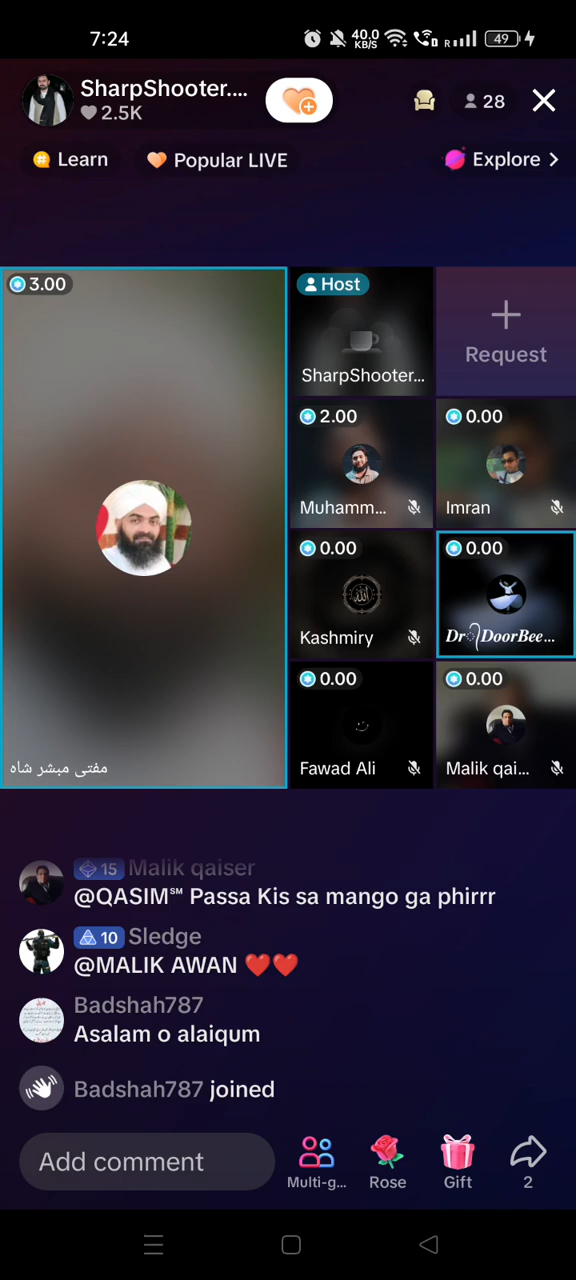 7:24
40.0
KB/S
R
49
SharpShooter....
2.5K
28
Learn
Popular LIVE
Explore >
3.00
Host
SharpShooter...
+
Request
2.00
Muhamm...
0.00
Imran
0.00
Kashmiry
0.00
DoorBee...
0.00
Fawad Ali
0.00
Malik qai...
مفتی مبشر شاہ
15 Malik qaiser
@QASIM℠ Passa Kis sa mango ga phirrr
10 Sledge
@MALIK AWAN ❤️❤️
Badshah787
Asalam o alaiqum
Badshah787 joined
Add comment
Multi-g...
Rose
Gift
2